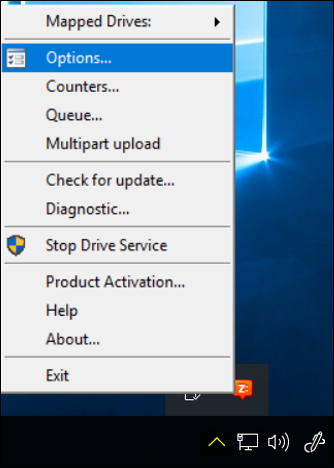 Mapped Drives:
Options...
Counters...
Queue...
Multipart upload
Check for update...
Diagnostic...
Stop Drive Service
Product Activation...
Help
About...
Exit
z: